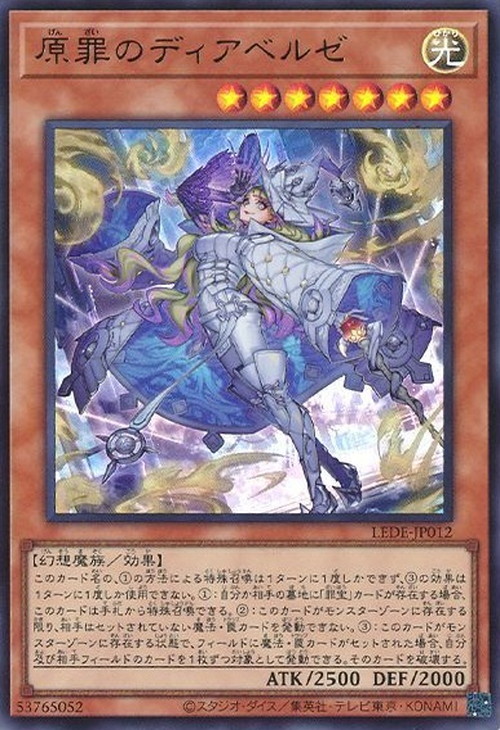 原罪のディアベルゼ
光
LEDE-JP012
【幻想魔族／効果】
このカード名の、①の方法による特殊召喚は1ターンに1度しかできず、③の効果
は1ターンに1度しか使用できない。①：自分か相手の墓地に「罪宝」カードが存在する場合、
このカードは手札から特殊召喚できる。②：このカードがモンスターゾーンに存在する
限り、相手はセットされていない魔法・罠カードを発動できない。③：このカードが
モンスターゾーンに存在する状態で、フィールドに魔法・罠カードがセットされた場合、自分
及び相手フィールドのカードを1枚ずつ対象として発動できる。そのカードを破壊する。
ATK/2500 DEF/2000
53765052 ©スタジオ・ダイス／集英社・テレビ東京・KONAMI